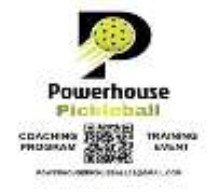 Powerhouse
Pickleball
COACHING TRAINING
PROGRAM EVENT